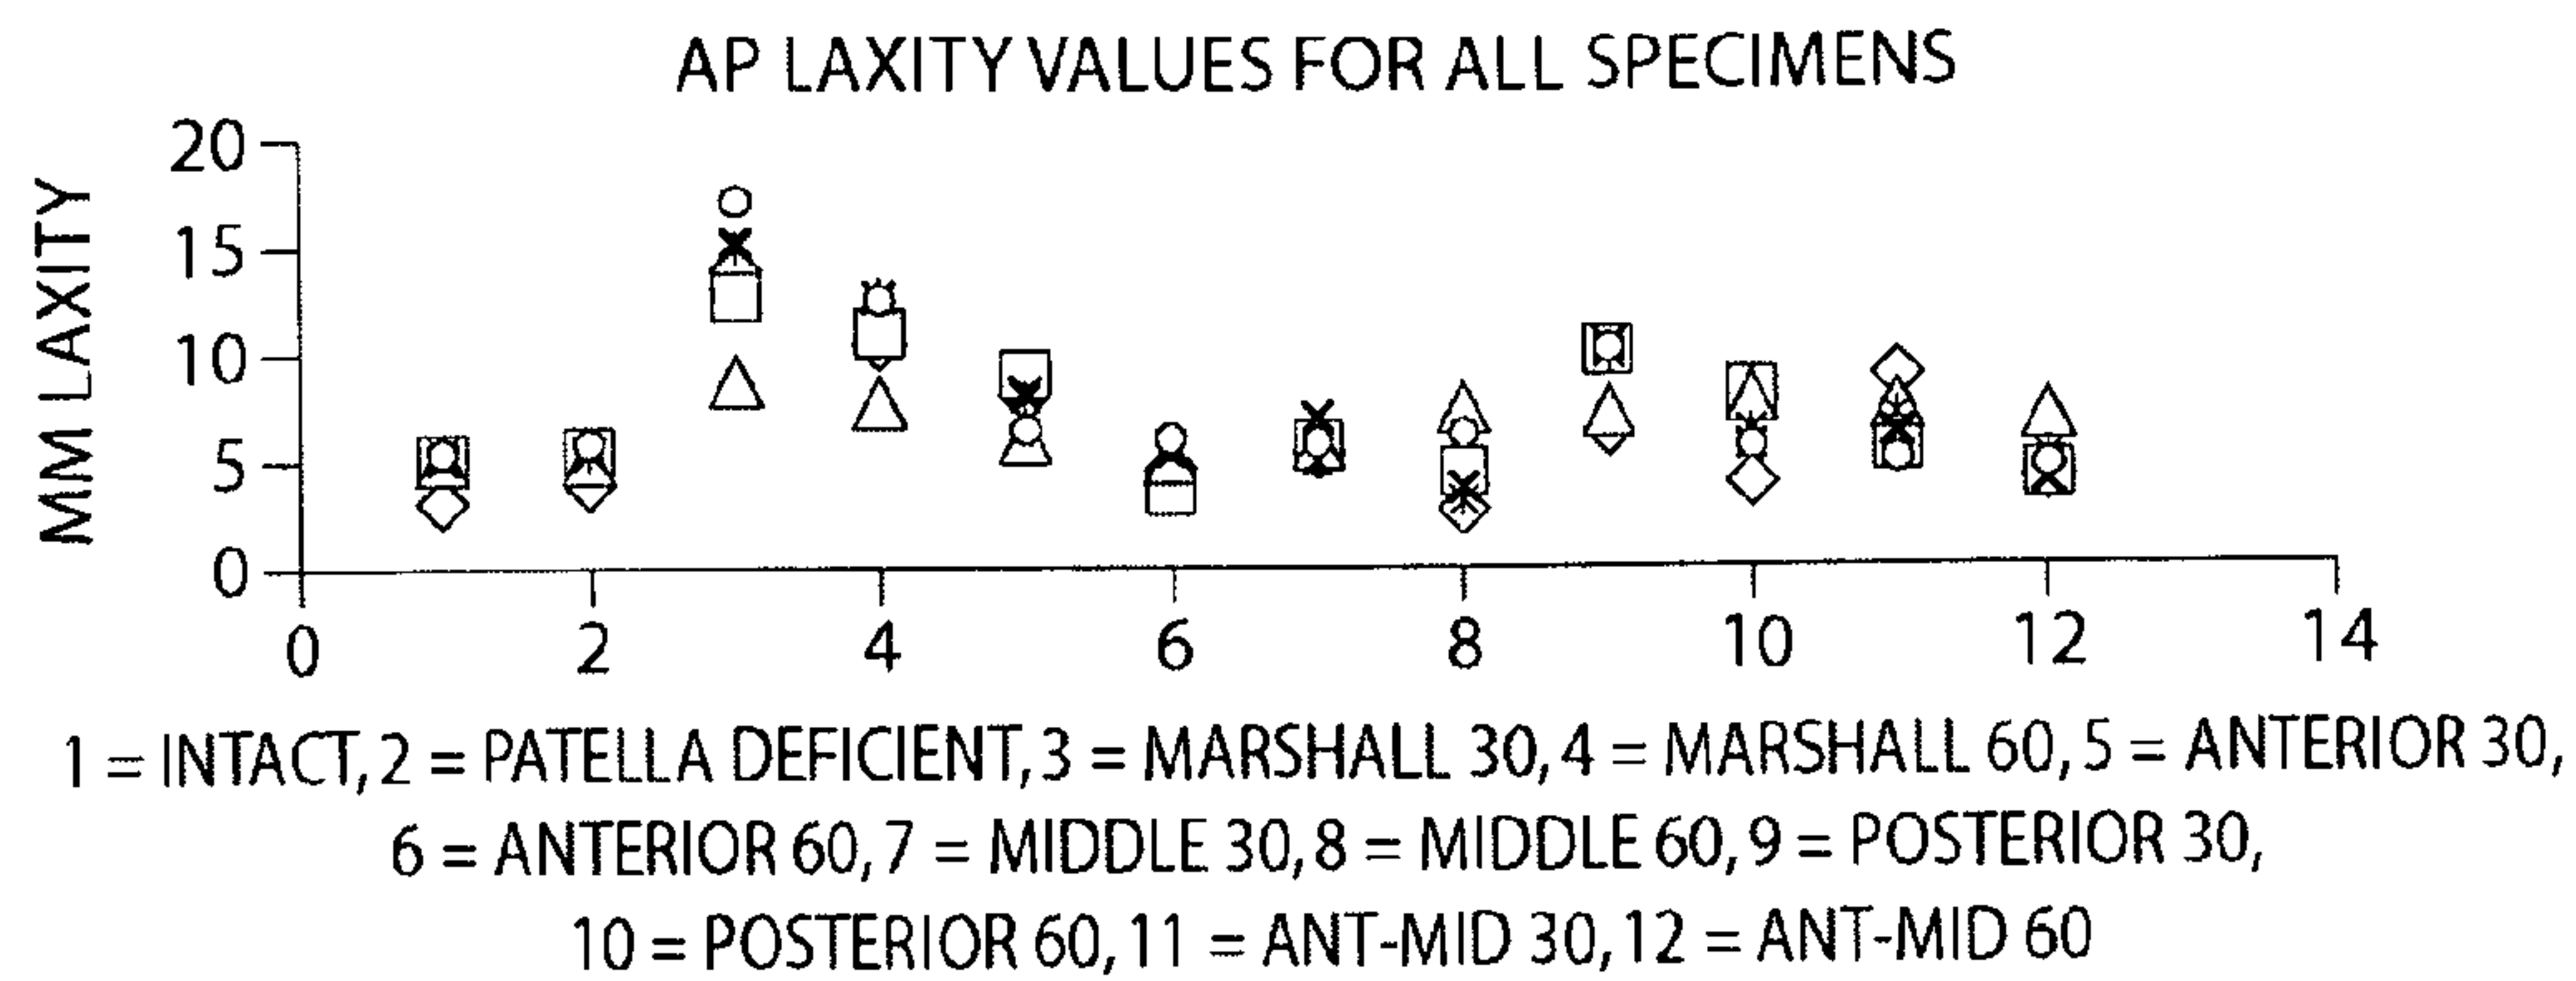 AP LAXITY VALUES FOR ALL SPECIMENS
MM LAXITY
20
15
10
5
0
0 2 4 6 8 10 12 14
1 = INTACT, 2 = PATELLA DEFICIENT, 3 = MARSHALL 30, 4 = MARSHALL 60, 5 = ANTERIOR 30,
6 = ANTERIOR 60, 7 = MIDDLE 30, 8 = MIDDLE 60, 9 = POSTERIOR 30,
10 = POSTERIOR 60, 11 = ANT-MID 30, 12 = ANT-MID 60